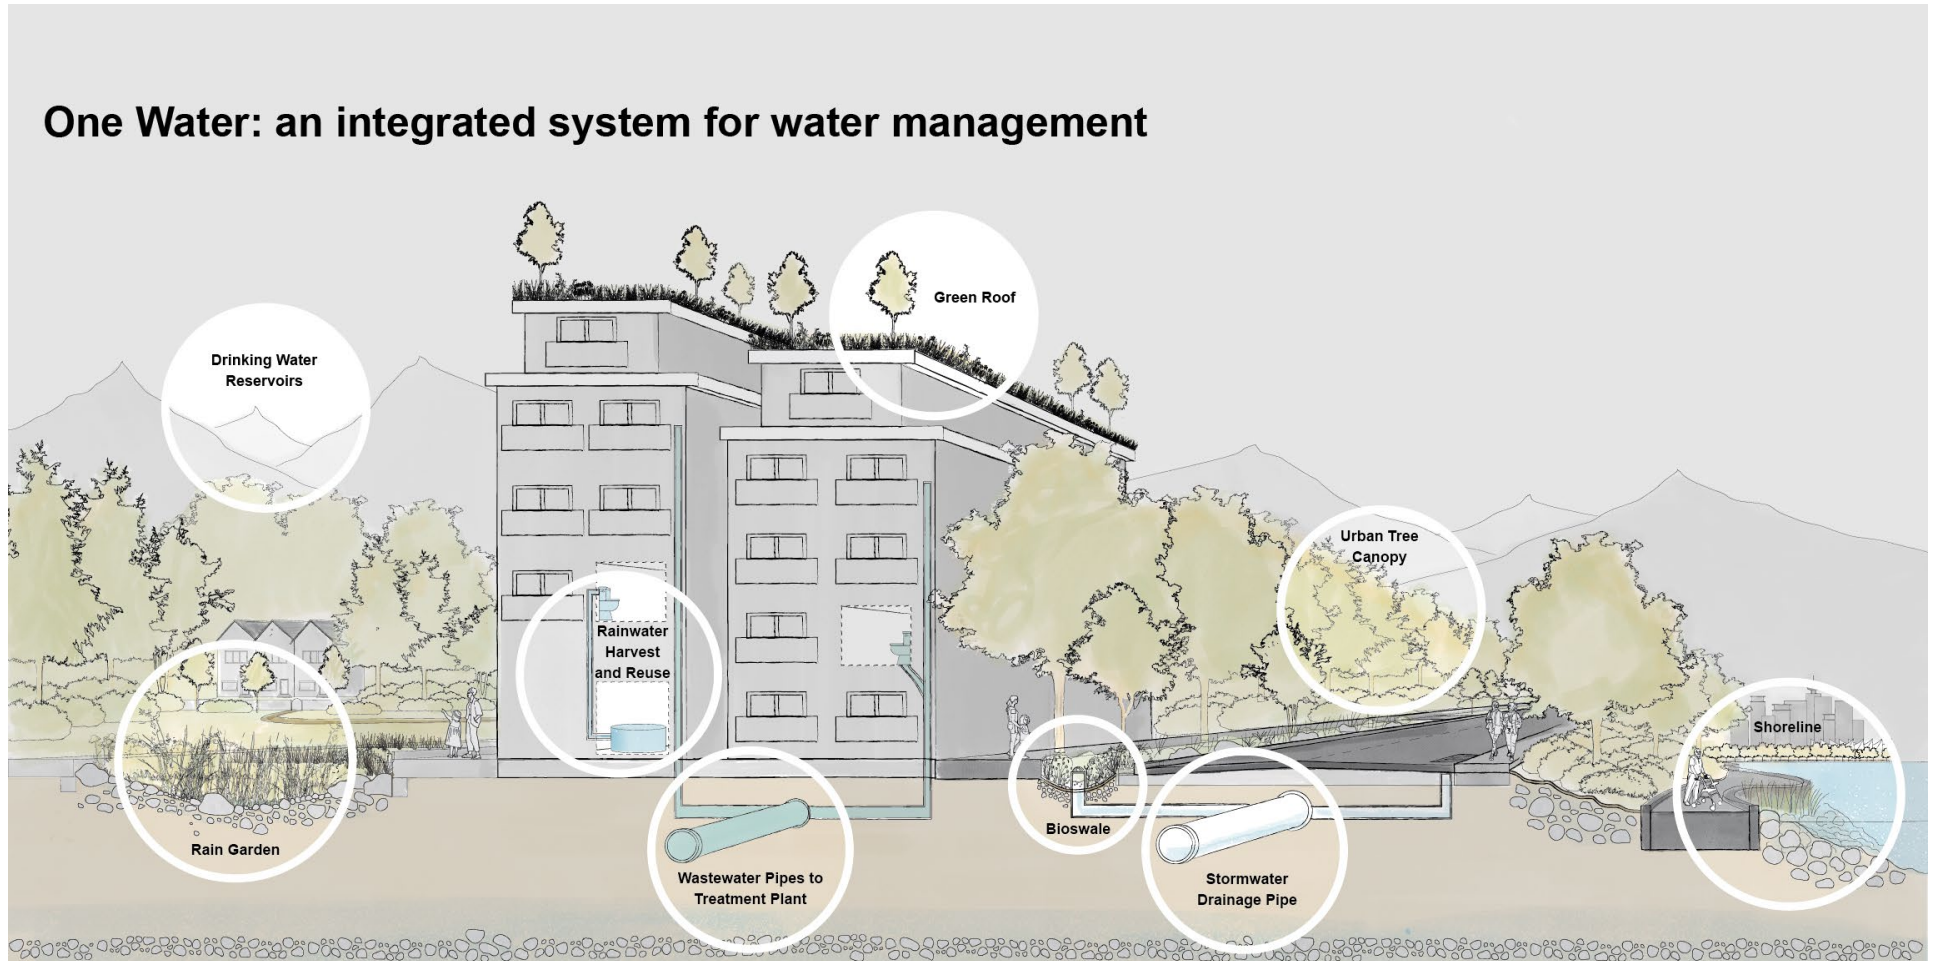 One Water: an integrated system for water management
Green Roof
Drinking Water
Reservoirs
Urban Tree
Canopy
Rainwater
Harvest
and Reuse
Shoreline
Bioswale
Rain Garden
Wastewater Pipes to
Treatment Plant
Stormwater
Drainage Pipe